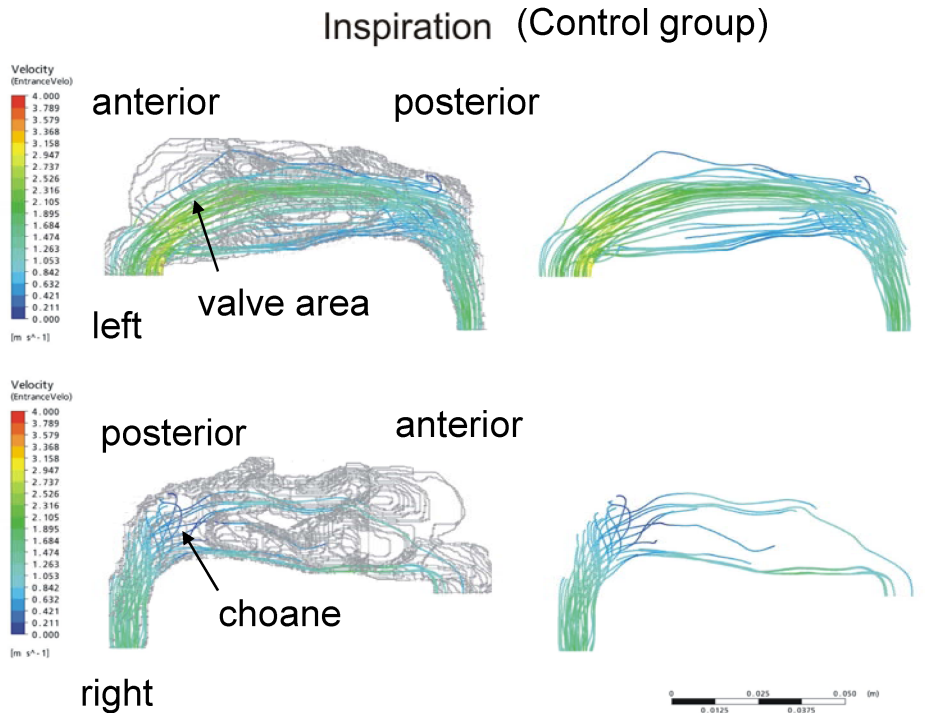 Inspiration (Control group)
Velocity
(EntranceVelo)
4.000
3.789
3.579
3.368
3.158
2.947
2.737
2.526
2.316
2.105
1.895
1.684
1.474
1.263
1.053
0.842
0.632
0.421
0.211
0.000
[m s^-1]
anterior
posterior
valve area
left
Velocity
(EntranceVelo)
4.000
3.789
3.579
3.368
3.158
2.947
2.737
2.526
2.316
2.105
1.895
1.684
1.474
1.263
1.053
0.842
0.632
0.421
0.211
0.000
[m s^-1]
posterior
anterior
choane
right
0 0.025 0.050 (m)
0.0125 0.0375